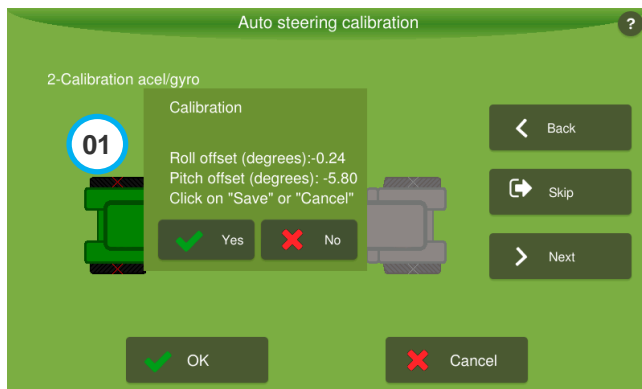 Auto steering calibration
?
2-Calibration acel/gyro
Calibration
01
Roll offset (degrees):-0.24
Pitch offset (degrees): -5.80
Click on "Save" or "Cancel"
Yes
No
Back
Skip
Next
OK
Cancel